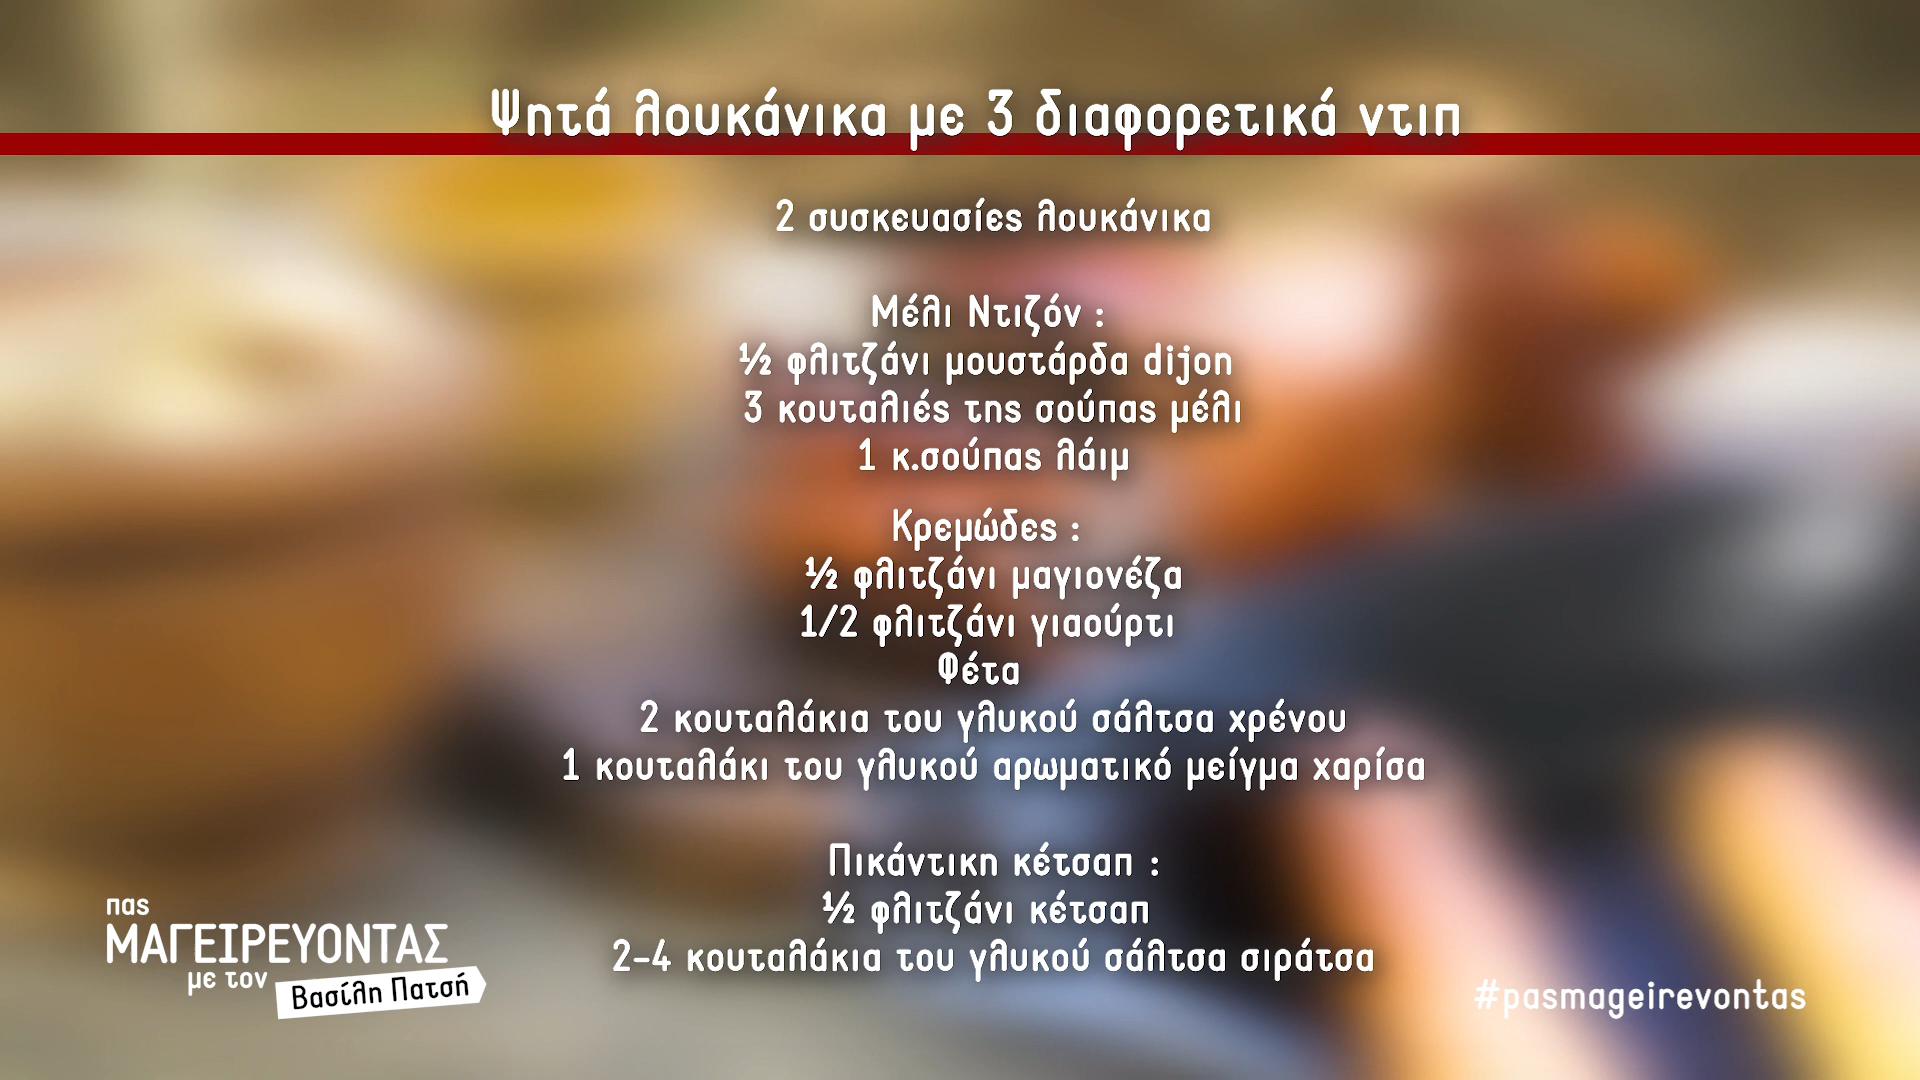 Ψητά λουκάνικα με 3 διαφορετικά ντιπ
2 συσκευασίες λουκάνικα
Μέλι Ντιζόν :
½ φλιτζάνι μουστάρδα dijon
3 κουταλιές της σούπας μέλι
1 κ.σούπας λάιμ
Κρεμώδες :
½ φλιτζάνι μαγιονέζα
1/2 φλιτζάνι γιαούρτι
Φέτα
2 κουταλάκια του γλυκού σάλτσα χρένου
1 κουταλάκι του γλυκού αρωματικό μείγμα χαρίσα
Πικάντικη κέτσαπ :
½ φλιτζάνι κέτσαπ
2-4 κουταλάκια του γλυκού σάλτσα σιράτσα
πας
ΜΑΓΕΙΡΕΥΟΝΤΑΣ
με τον
Βασίλη Πατσή
#pasmageirevontas